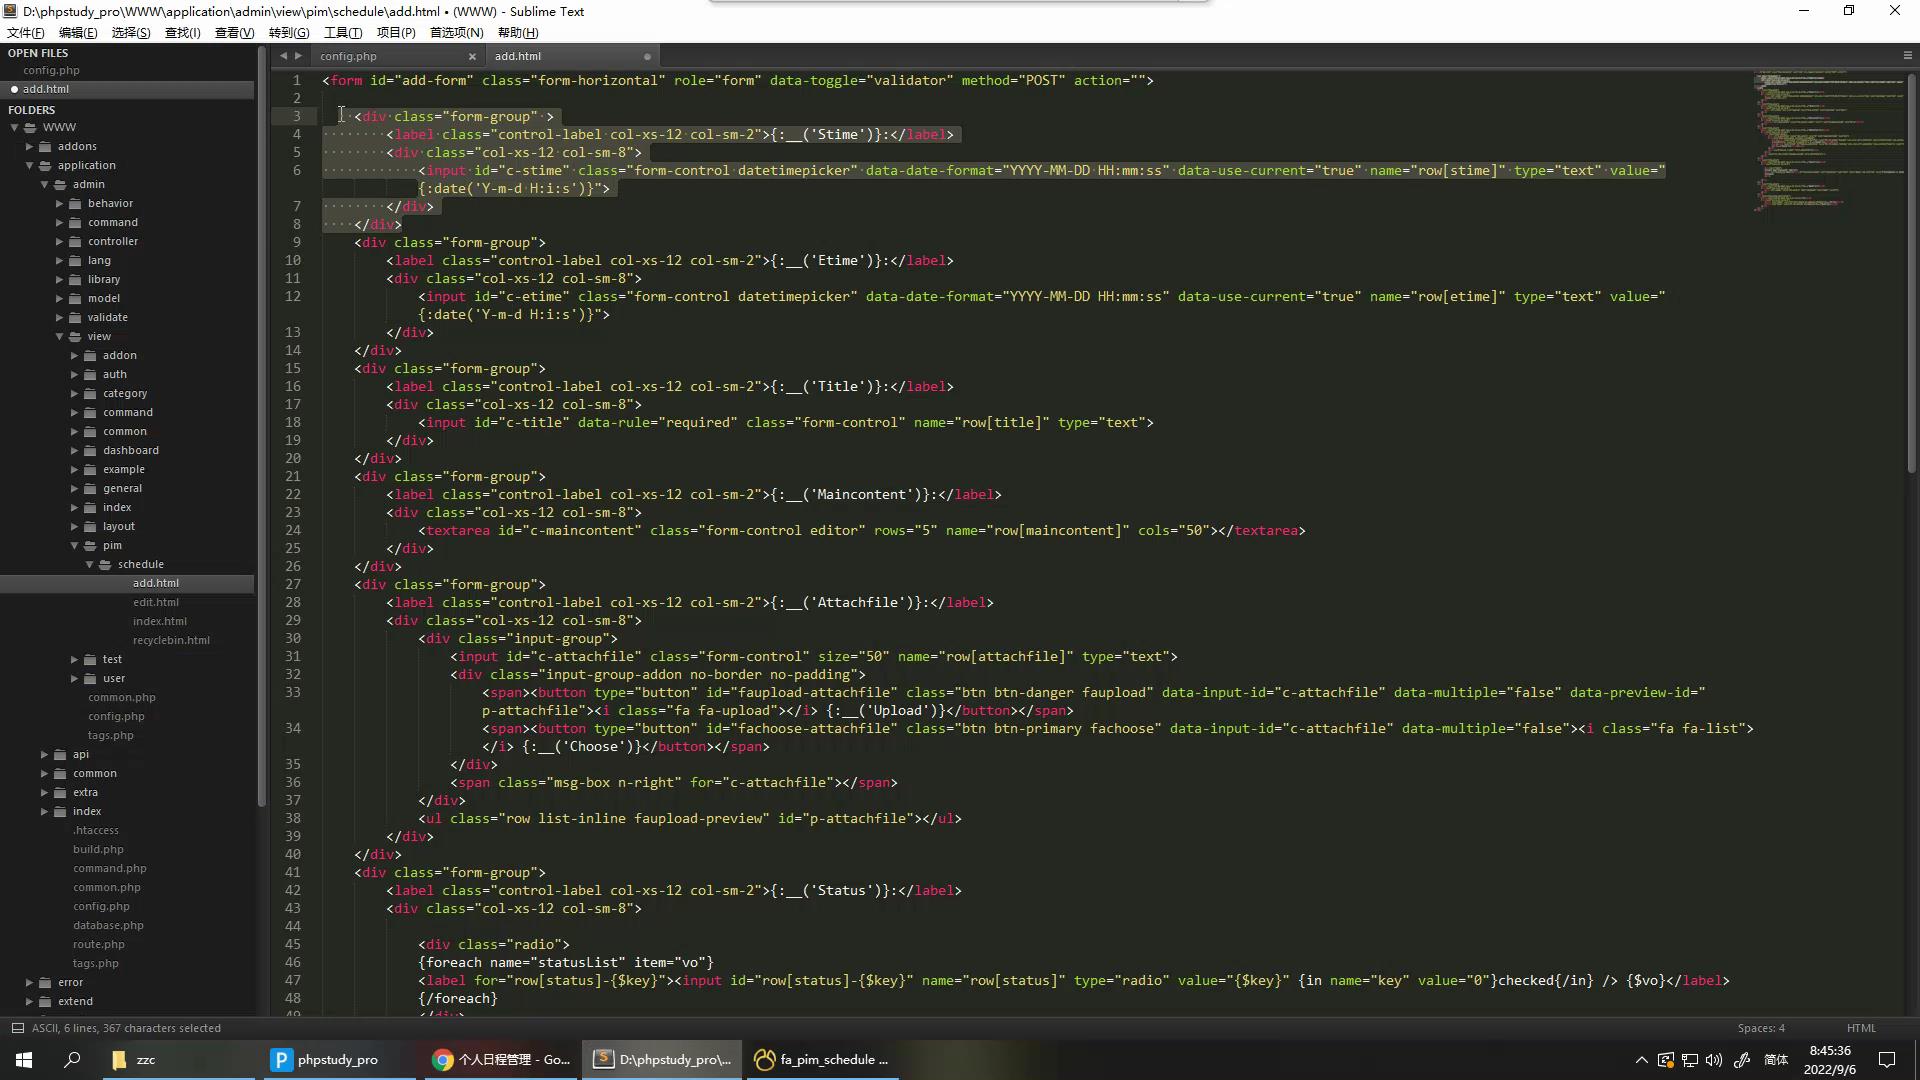 D:\phpstudy_pro\WWW\application\admin\view\pim\schedule\add.html • (WWW) - Sublime Text
文件(F) 编辑(E) 选择(S) 查找(I) 查看(V) 转到(G) 工具(T) 项目(P) 首选项(N) 帮助(H)
OPEN FILES
config.php
add.html
FOLDERS
WWW
addons
application
admin
behavior
command
controller
lang
library
model
validate
view
addon
auth
category
command
common
dashboard
example
general
index
layout
pim
schedule
add.html
edit.html
index.html
recyclebin.html
test
user
common.php
config.php
tags.php
api
common
extra
index
.htaccess
build.php
command.php
common.php
config.php
database.php
route.php
tags.php
error
extend
config.php × add.html
1 <form id="add-form" class="form-horizontal" role="form" data-toggle="validator" method="POST" action="">
2
3 <div class="form-group" >
4 <label class="control-label col-xs-12 col-sm-2">{:__('Stime')}:</label>
5 <div class="col-xs-12 col-sm-8">
6 <input id="c-stime" class="form-control datetimepicker" data-date-format="YYYY-MM-DD HH:mm:ss" data-use-current="true" name="row[stime]" type="text" value="
{:date('Y-m-d H:i:s')}">
7 </div>
8 </div>
9 <div class="form-group">
10 <label class="control-label col-xs-12 col-sm-2">{:__('Etime')}:</label>
11 <div class="col-xs-12 col-sm-8">
12 <input id="c-etime" class="form-control datetimepicker" data-date-format="YYYY-MM-DD HH:mm:ss" data-use-current="true" name="row[etime]" type="text" value="
{:date('Y-m-d H:i:s')}">
13 </div>
14 </div>
15 <div class="form-group">
16 <label class="control-label col-xs-12 col-sm-2">{:__('Title')}:</label>
17 <div class="col-xs-12 col-sm-8">
18 <input id="c-title" data-rule="required" class="form-control" name="row[title]" type="text">
19 </div>
20 </div>
21 <div class="form-group">
22 <label class="control-label col-xs-12 col-sm-2">{:__('Maincontent')}:</label>
23 <div class="col-xs-12 col-sm-8">
24 <textarea id="c-maincontent" class="form-control editor" rows="5" name="row[maincontent]" cols="50"></textarea>
25 </div>
26 </div>
27 <div class="form-group">
28 <label class="control-label col-xs-12 col-sm-2">{:__('Attachfile')}:</label>
29 <div class="col-xs-12 col-sm-8">
30 <div class="input-group">
31 <input id="c-attachfile" class="form-control" size="50" name="row[attachfile]" type="text">
32 <div class="input-group-addon no-border no-padding">
33 <span><button type="button" id="faupload-attachfile" class="btn btn-danger faupload" data-input-id="c-attachfile" data-multiple="false" data-preview-id="
p-attachfile"><i class="fa fa-upload"></i> {:__('Upload')}</button></span>
34 <span><button type="button" id="fachoose-attachfile" class="btn btn-primary fachoose" data-input-id="c-attachfile" data-multiple="false"><i class="fa fa-list">
</i> {:__('Choose')}</button></span>
35 </div>
36 <span class="msg-box n-right" for="c-attachfile"></span>
37 </div>
38 <ul class="row list-inline faupload-preview" id="p-attachfile"></ul>
39 </div>
40 </div>
41 <div class="form-group">
42 <label class="control-label col-xs-12 col-sm-2">{:__('Status')}:</label>
43 <div class="col-xs-12 col-sm-8">
44
45 <div class="radio">
46 {foreach name="statusList" item="vo"}
47 <label for="row[status]-{$key}"><input id="row[status]-{$key}" name="row[status]" type="radio" value="{$key}" {in name="key" value="0"}checked{/in} /> {$vo}</label>
48 {/foreach}
49 </div>
ASCII, 6 lines, 367 characters selected Spaces: 4 HTML
zzc phpstudy_pro 个人日程管理 - Go... D:\phpstudy_pro\... fa_pim_schedule ... 简体 8:45:36
2022/9/6